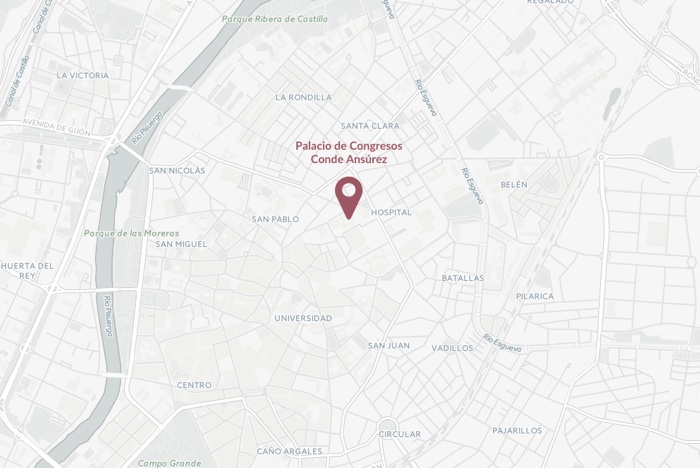 REGALADO
Parque Ribera de Castilla
Canal de Castilla
LA VICTORIA
Río Esgueva
LA RONDILLA
Río Pisuerga
AVENIDA DE GIJÓN
SANTA CLARA
Palacio de Congresos
Conde Ansúrez
SAN NICOLÁS
Río Esgueva
BELÉN
SAN PABLO
HOSPITAL
Parque de las Moreras
SAN MIGUEL
HUERTA DEL
REY
BATALLAS
PILARICA
Río Pisuerga
UNIVERSIDAD
SAN JUAN
VADILLOS
Río Esgueva
CENTRO
CIRCULAR
PAJARILLOS
CAÑO ARGALES
Campo Grande